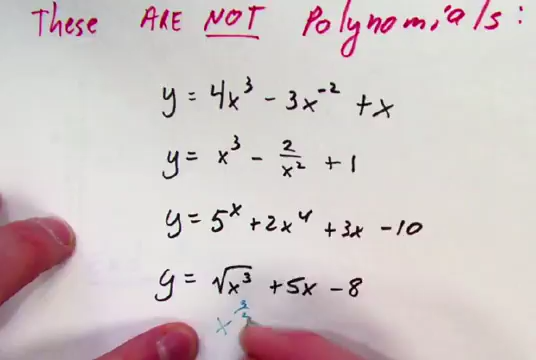 These ARE NOT Polynomials:
y = 4x³ - 3x⁻² + x
y = x³ - 2/x² + 1
y = 5ˣ + 2x⁴ + 3x - 10
y = √x³ + 5x - 8
x